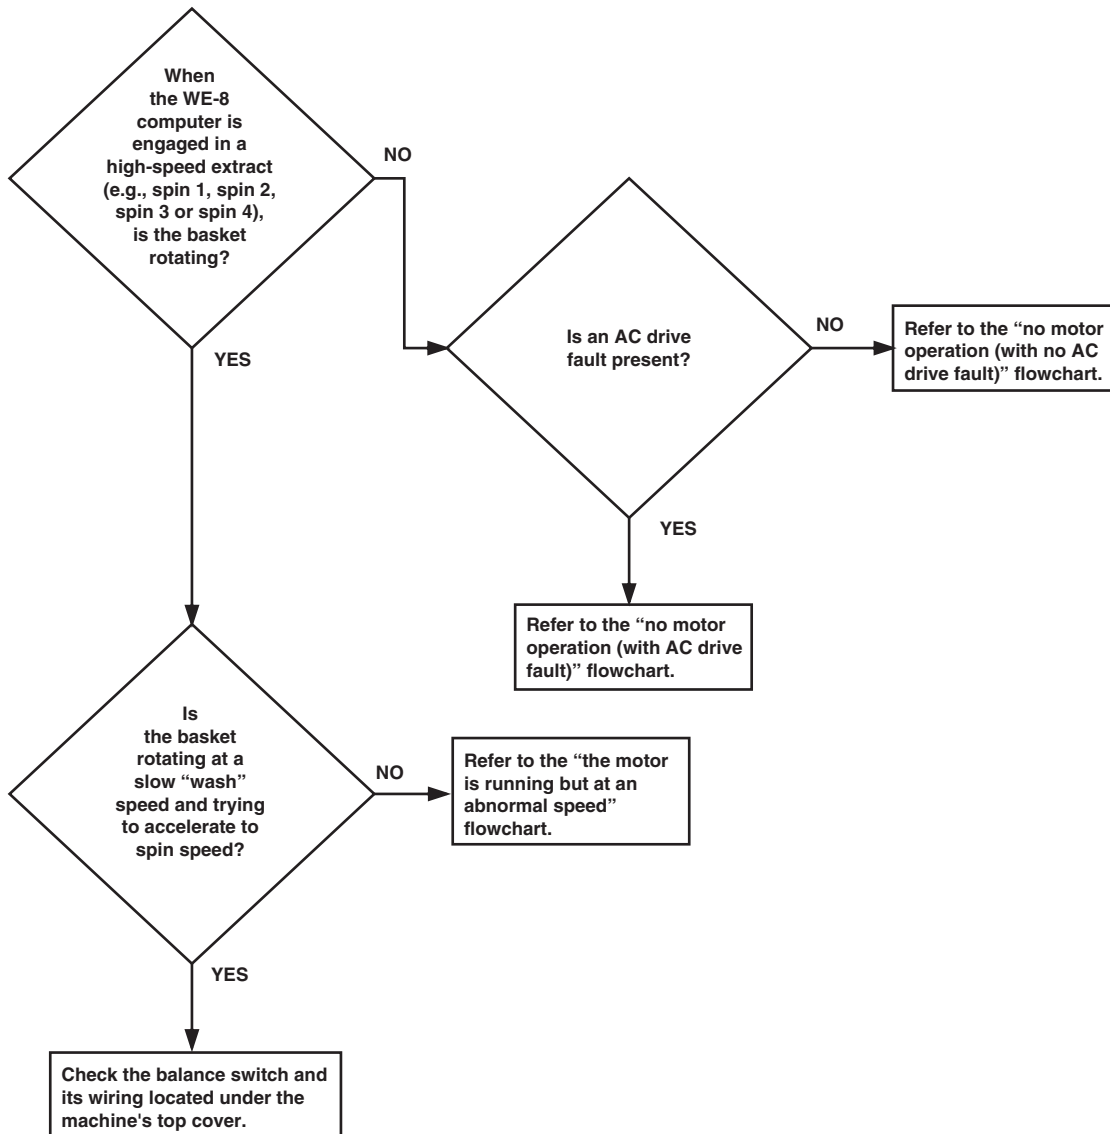 When
the WE-8
computer is
engaged in a
high-speed extract
(e.g., spin 1, spin 2,
spin 3 or spin 4),
is the basket
rotating?
NO
YES
Is an AC drive
fault present?
NO
Refer to the “no motor
operation (with no AC
drive fault)” flowchart.
YES
Refer to the “no motor
operation (with AC drive
fault)” flowchart.
Is
the basket
rotating at a
slow “wash”
speed and trying
to accelerate to
spin speed?
NO
Refer to the “the motor
is running but at an
abnormal speed”
flowchart.
YES
Check the balance switch and
its wiring located under the
machine's top cover.